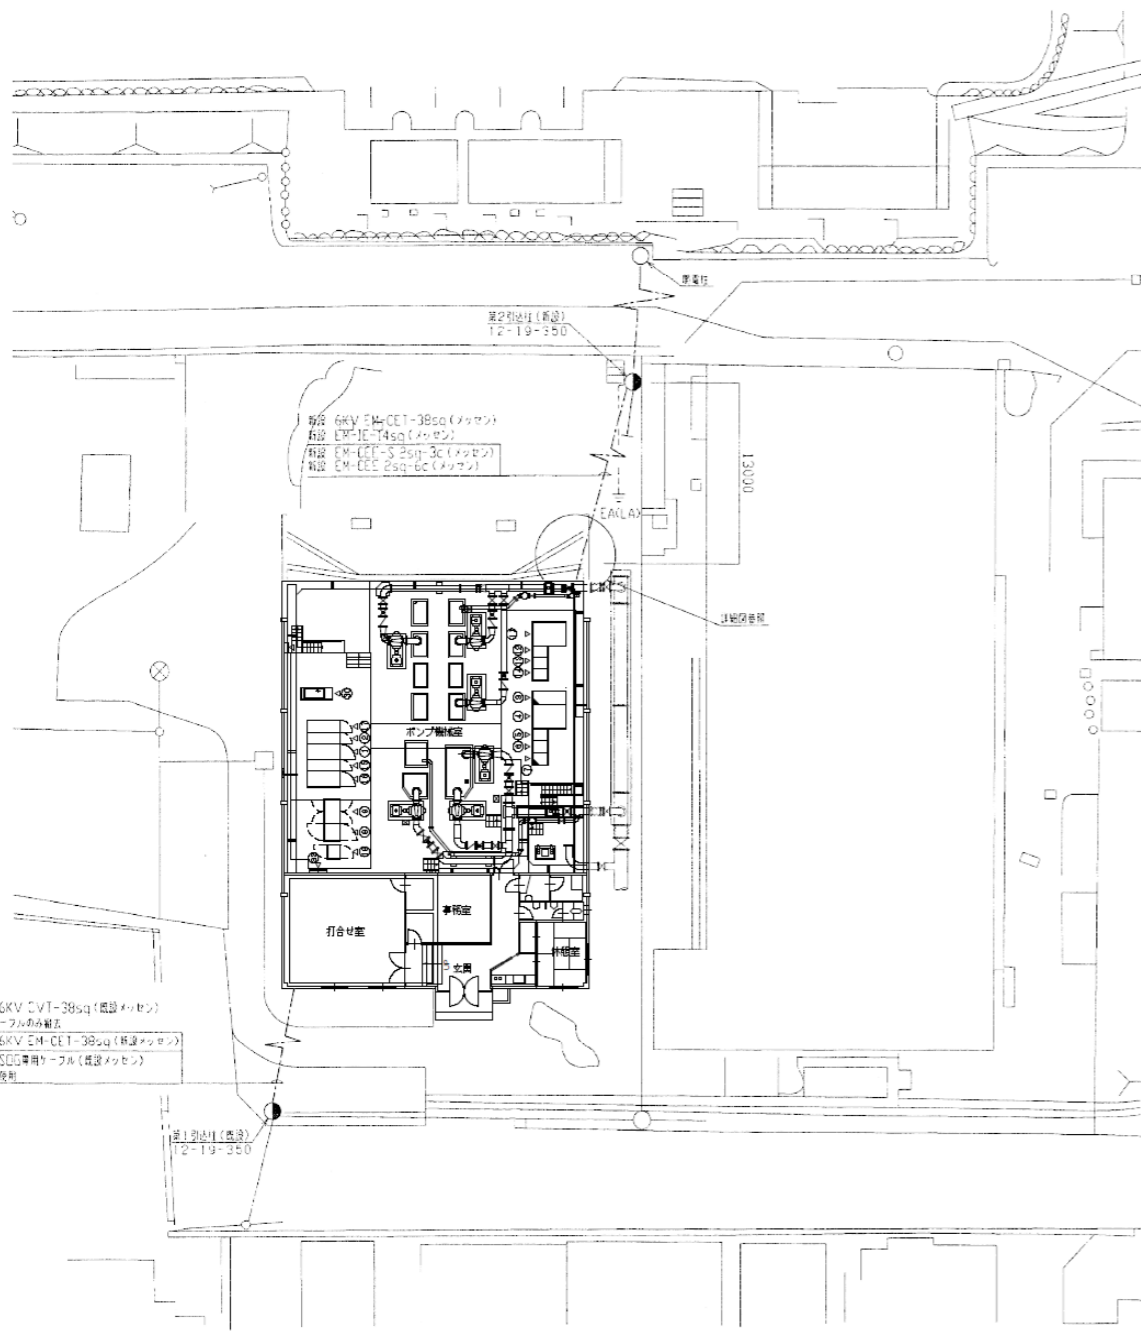 関電柱
第2引込柱(新設)
12-19-350
新設 6KV EM-CET-38sq(メッセン)
新設 EM-IE-14sq(メッセン)
新設 EM-CEE-S 2sq-3c(メッセン)
新設 EM-CEE 2sq-6c(メッセン)
13000
EA(LA)
詳細図参照
ポンプ機械室
事務室
打合せ室
休憩室
玄関
6KV CVT-38sq(既設メッセン)
ーブルのみ撤去
6KV EM-CET-38sq(新設メッセン)
SOG専用ケーブル(既設メッセン)
使用
第1引込柱(既設)
12-19-350